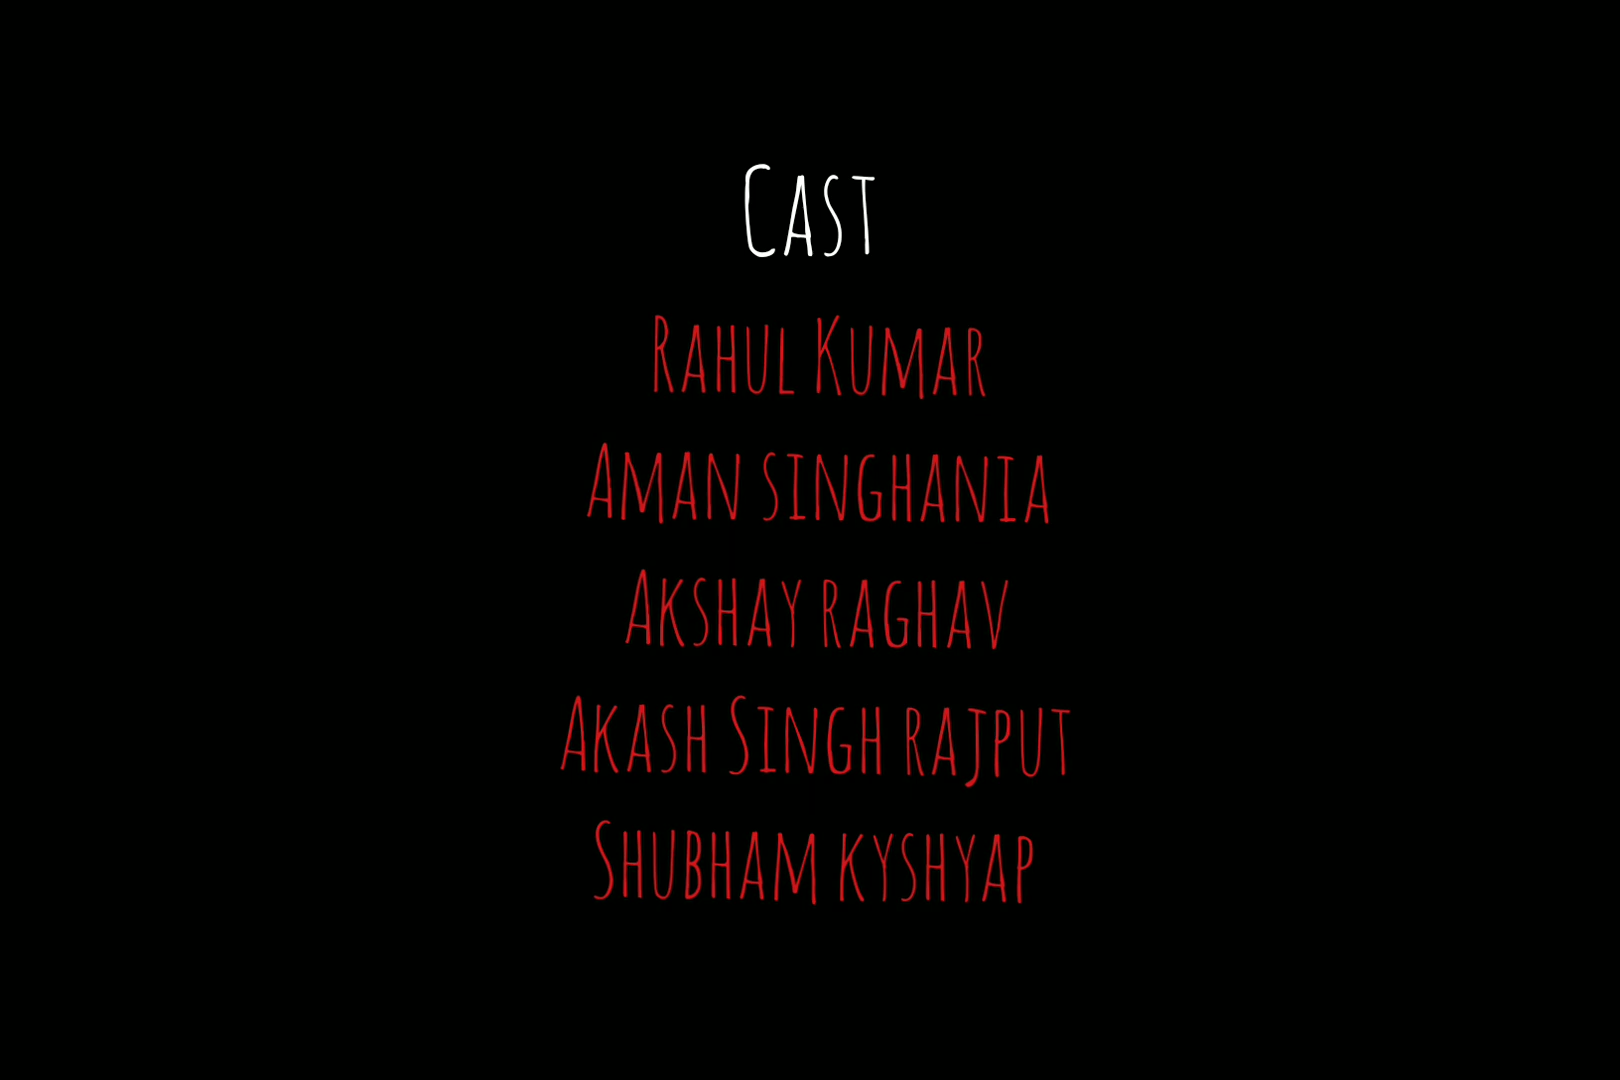 Cast
Rahul Kumar
Aman singhania
Akshay raghav
Akash Singh rajput
Shubham kyshyap